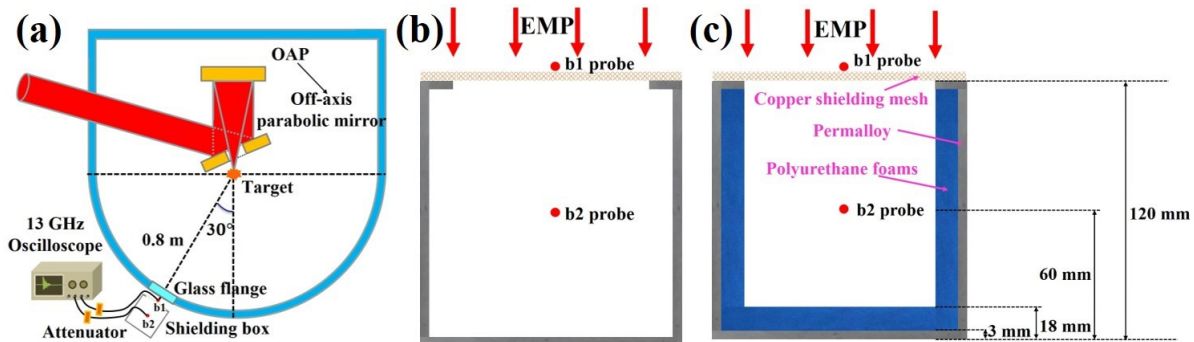 (a)
OAP
Off-axis
parabolic mirror
Target
13 GHz
Oscilloscope
0.8 m
30°
Glass flange
b1
b2
Attenuator
Shielding box
(b)
EMP
b1 probe
b2 probe
(c)
EMP
b1 probe
Copper shielding mesh
Permalloy
Polyurethane foams
b2 probe
120 mm
60 mm
3 mm
18 mm